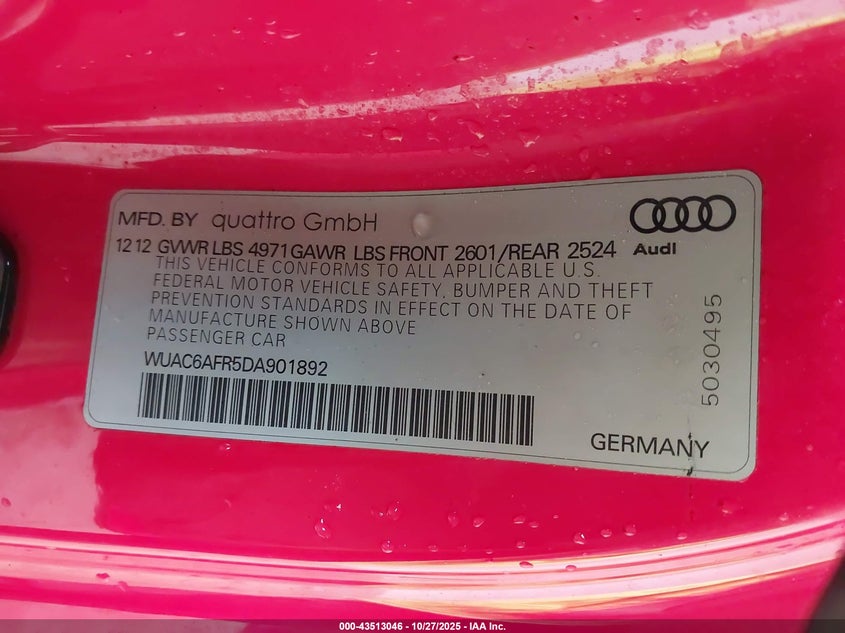 MFD. BY quattro GmbH
12 12 GVWR LBS 4971 GAWR LBS FRONT 2601/REAR 2524
Audi
THIS VEHICLE CONFORMS TO ALL APPLICABLE U.S.
FEDERAL MOTOR VEHICLE SAFETY, BUMPER AND THEFT
PREVENTION STANDARDS IN EFFECT ON THE DATE OF
MANUFACTURE SHOWN ABOVE
PASSENGER CAR
WUAC6AFR5DA901892
5030495
GERMANY
000-43513046 - 10/27/2025 - IAA Inc.